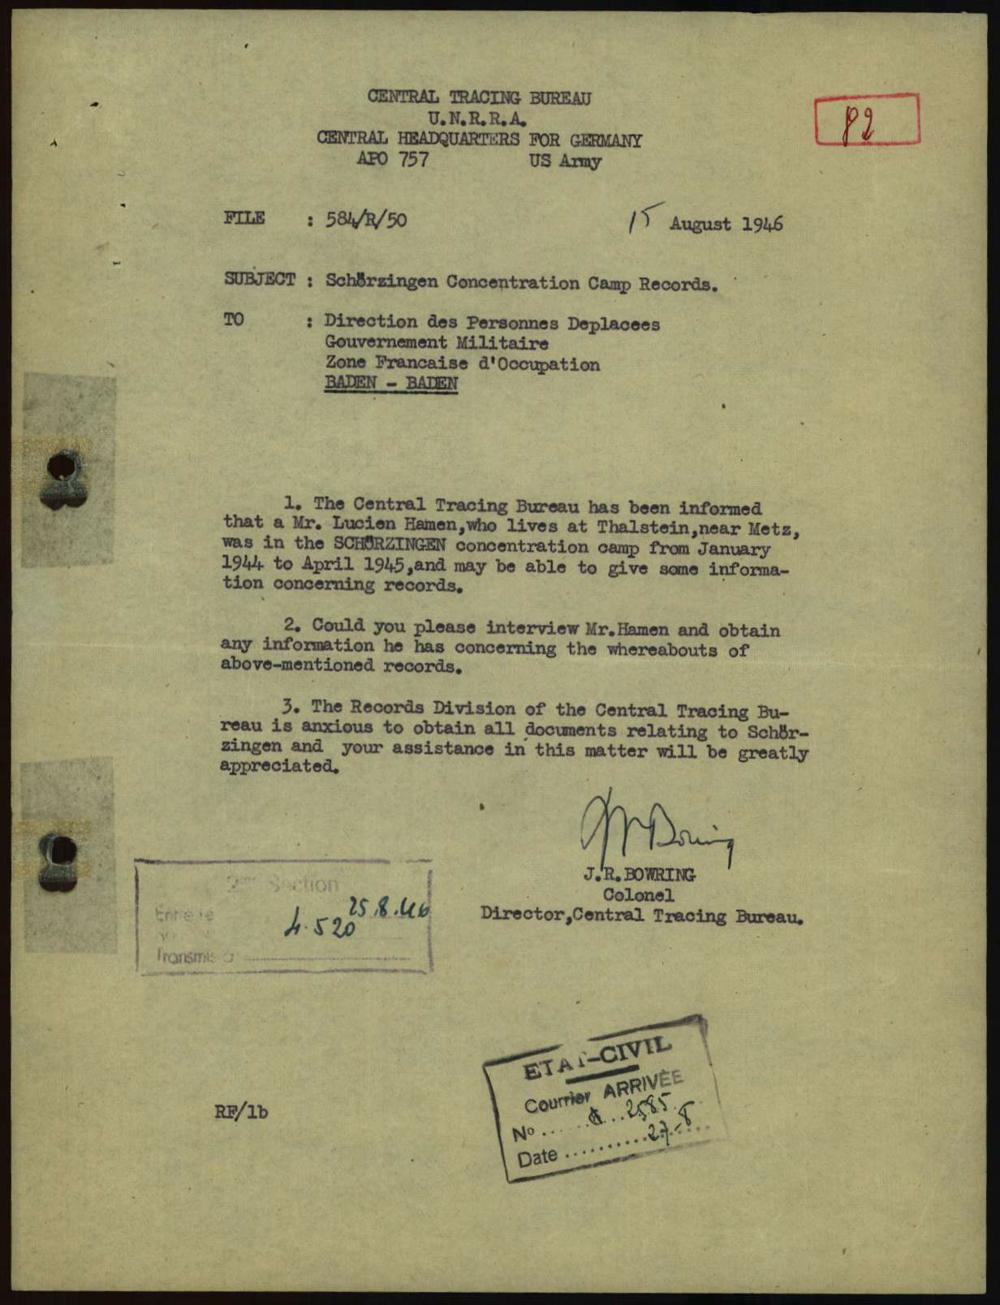 CENTRAL TRACING BUREAU
U.N.R.R.A.
CENTRAL HEADQUARTERS FOR GERMANY
APO 757 US Army
82
FILE : 584/R/50
15 August 1946
SUBJECT : Schörzingen Concentration Camp Records.
TO : Direction des Personnes Deplacees
Gouvernement Militaire
Zone Francaise d'Occupation
BADEN - BADEN
1. The Central Tracing Bureau has been informed
that a Mr. Lucien Hamen,who lives at Thalstein,near Metz,
was in the SCHÖRZINGEN concentration camp from January
1944 to April 1945,and may be able to give some informa-
tion concerning records.
2. Could you please interview Mr.Hamen and obtain
any information he has concerning the whereabouts of
above-mentioned records.
3. The Records Division of the Central Tracing Bu-
reau is anxious to obtain all documents relating to Schör-
zingen and your assistance in this matter will be greatly
appreciated.
J.R.BOWRING
Colonel
Director,Central Tracing Bureau.
Section
25.8.46
4.520
Transmis
ETAT-CIVIL
Courrier ARRIVÉE
No ...... 2585
Date .......... 27-8
RF/lb